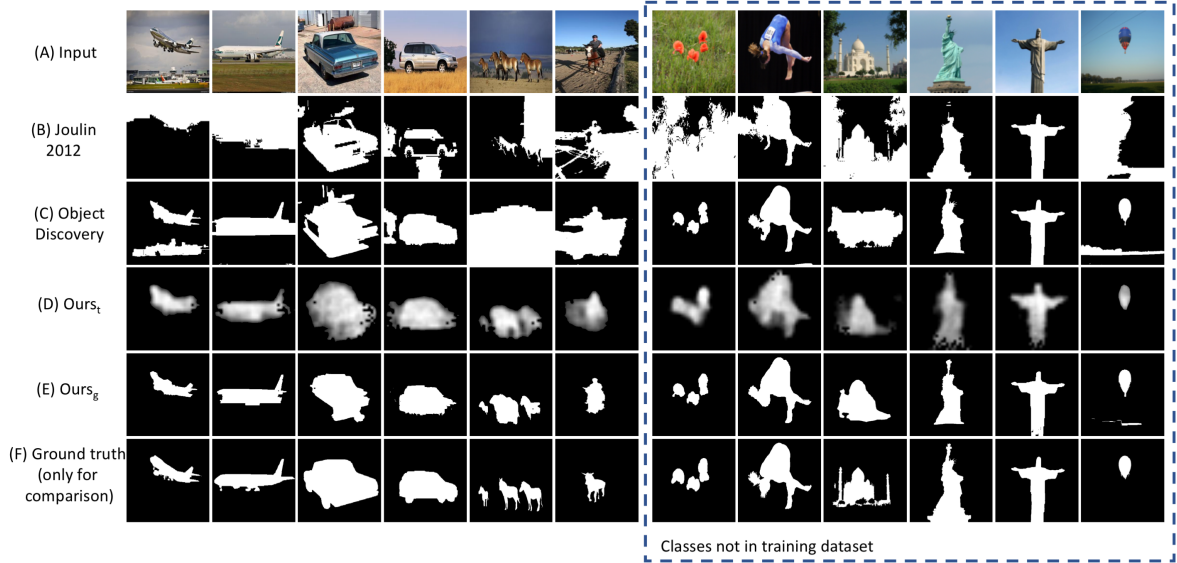 (A) Input
(B) Joulin
2012
(C) Object
Discovery
(D) Ours_t
(E) Ours_g
(F) Ground truth
(only for
comparison)
Classes not in training dataset